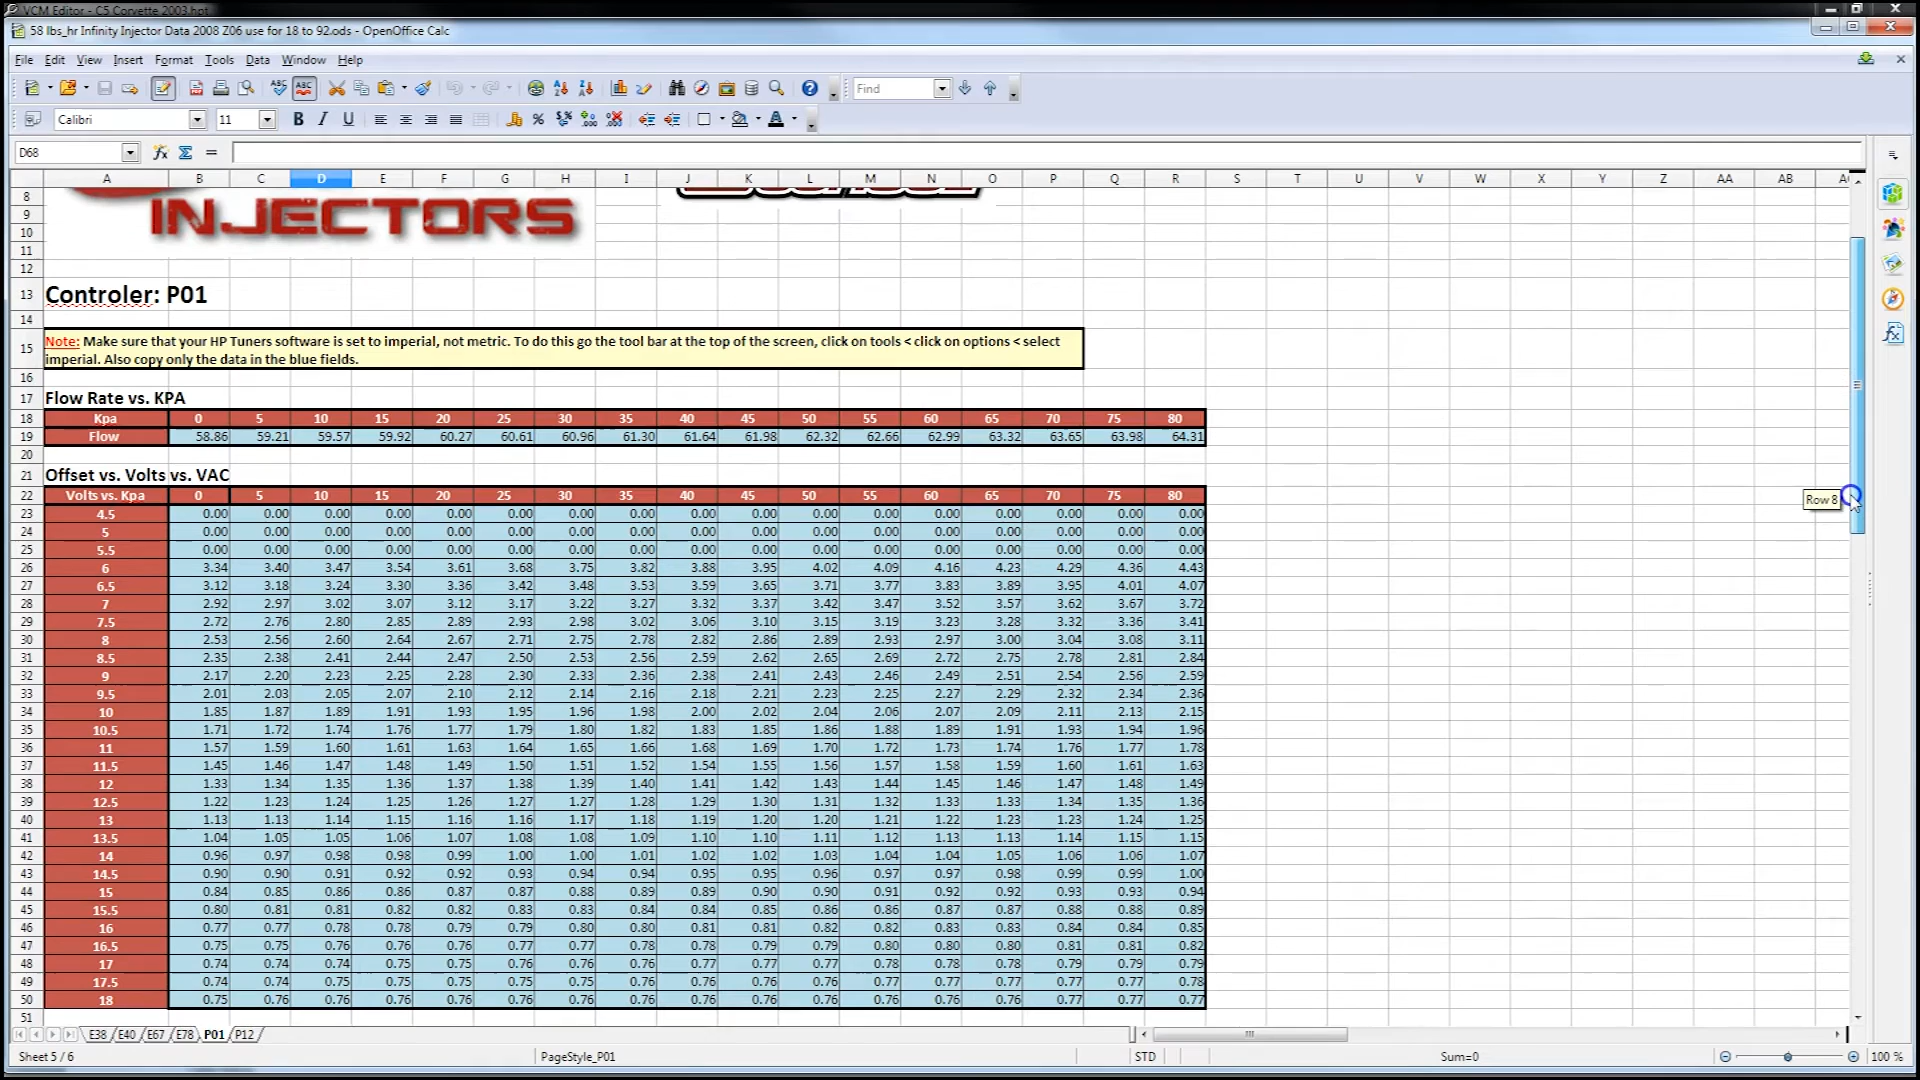 VCM Editor - C5 Corvette 2003.hpt
58 lbs_hr Infinity Injector Data 2008 Z06 use for 18 to 92.ods - OpenOffice Calc
File Edit View Insert Format Tools Data Window Help
Find
Calibri 11
D68
A B C D E F G H I J K L M N O P Q R S T U V W X Y Z AA AB
8
9 INJECTORS
10
11
12
13 Controler: P01
14
15 Note: Make sure that your HP Tuners software is set to imperial, not metric. To do this go the tool bar at the top of the screen, click on tools < click on options < select
imperial. Also copy only the data in the blue fields.
16
17 Flow Rate vs. KPA
18 Kpa 0 5 10 15 20 25 30 35 40 45 50 55 60 65 70 75 80
19 Flow 58.86 59.21 59.57 59.92 60.27 60.61 60.96 61.30 61.64 61.98 62.32 62.66 62.99 63.32 63.65 63.98 64.31
20
21 Offset vs. Volts vs. VAC
22 Volts vs. Kpa 0 5 10 15 20 25 30 35 40 45 50 55 60 65 70 75 80
Row 8
23 4.5 0.00 0.00 0.00 0.00 0.00 0.00 0.00 0.00 0.00 0.00 0.00 0.00 0.00 0.00 0.00 0.00 0.00
24 5 0.00 0.00 0.00 0.00 0.00 0.00 0.00 0.00 0.00 0.00 0.00 0.00 0.00 0.00 0.00 0.00 0.00
25 5.5 0.00 0.00 0.00 0.00 0.00 0.00 0.00 0.00 0.00 0.00 0.00 0.00 0.00 0.00 0.00 0.00 0.00
26 6 3.34 3.40 3.47 3.54 3.61 3.68 3.75 3.82 3.88 3.95 4.02 4.09 4.16 4.23 4.29 4.36 4.43
27 6.5 3.12 3.18 3.24 3.30 3.36 3.42 3.48 3.53 3.59 3.65 3.71 3.77 3.83 3.89 3.95 4.01 4.07
28 7 2.92 2.97 3.02 3.07 3.12 3.17 3.22 3.27 3.32 3.37 3.42 3.47 3.52 3.57 3.62 3.67 3.72
29 7.5 2.72 2.76 2.80 2.85 2.89 2.93 2.98 3.02 3.06 3.10 3.15 3.19 3.23 3.28 3.32 3.36 3.41
30 8 2.53 2.56 2.60 2.64 2.67 2.71 2.75 2.78 2.82 2.86 2.89 2.93 2.97 3.00 3.04 3.08 3.11
31 8.5 2.35 2.38 2.41 2.44 2.47 2.50 2.53 2.56 2.59 2.62 2.65 2.69 2.72 2.75 2.78 2.81 2.84
32 9 2.17 2.20 2.23 2.25 2.28 2.30 2.33 2.36 2.38 2.41 2.43 2.46 2.49 2.51 2.54 2.56 2.59
33 9.5 2.01 2.03 2.05 2.07 2.10 2.12 2.14 2.16 2.18 2.21 2.23 2.25 2.27 2.29 2.32 2.34 2.36
34 10 1.85 1.87 1.89 1.91 1.93 1.95 1.96 1.98 2.00 2.02 2.04 2.06 2.07 2.09 2.11 2.13 2.15
35 10.5 1.71 1.72 1.74 1.76 1.77 1.79 1.80 1.82 1.83 1.85 1.86 1.88 1.89 1.91 1.93 1.94 1.96
36 11 1.57 1.59 1.60 1.61 1.63 1.64 1.65 1.66 1.68 1.69 1.70 1.72 1.73 1.74 1.76 1.77 1.78
37 11.5 1.45 1.46 1.47 1.48 1.49 1.50 1.51 1.52 1.54 1.55 1.56 1.57 1.58 1.59 1.60 1.61 1.63
38 12 1.33 1.34 1.35 1.36 1.37 1.38 1.39 1.40 1.41 1.42 1.43 1.44 1.45 1.46 1.47 1.48 1.49
39 12.5 1.22 1.23 1.24 1.25 1.26 1.27 1.27 1.28 1.29 1.30 1.31 1.32 1.33 1.33 1.34 1.35 1.36
40 13 1.13 1.13 1.14 1.15 1.16 1.16 1.17 1.18 1.19 1.20 1.20 1.21 1.22 1.23 1.23 1.24 1.25
41 13.5 1.04 1.05 1.05 1.06 1.07 1.08 1.08 1.09 1.10 1.10 1.11 1.12 1.13 1.13 1.14 1.15 1.15
42 14 0.96 0.97 0.98 0.98 0.99 1.00 1.00 1.01 1.02 1.02 1.03 1.04 1.04 1.05 1.06 1.06 1.07
43 14.5 0.90 0.90 0.91 0.92 0.92 0.93 0.94 0.94 0.95 0.95 0.96 0.97 0.97 0.98 0.99 0.99 1.00
44 15 0.84 0.85 0.86 0.86 0.87 0.87 0.88 0.89 0.89 0.90 0.90 0.91 0.92 0.92 0.93 0.93 0.94
45 15.5 0.80 0.81 0.81 0.82 0.82 0.83 0.83 0.84 0.84 0.85 0.86 0.86 0.87 0.87 0.88 0.88 0.89
46 16 0.77 0.77 0.78 0.78 0.79 0.79 0.80 0.80 0.81 0.81 0.82 0.82 0.83 0.83 0.84 0.84 0.85
47 16.5 0.75 0.75 0.76 0.76 0.76 0.77 0.77 0.78 0.78 0.79 0.79 0.80 0.80 0.80 0.81 0.81 0.82
48 17 0.74 0.74 0.74 0.75 0.75 0.76 0.76 0.76 0.77 0.77 0.77 0.78 0.78 0.78 0.79 0.79 0.79
49 17.5 0.74 0.74 0.75 0.75 0.75 0.75 0.75 0.76 0.76 0.76 0.76 0.76 0.77 0.77 0.77 0.77 0.78
50 18 0.75 0.76 0.76 0.76 0.76 0.76 0.76 0.76 0.76 0.76 0.76 0.76 0.76 0.76 0.77 0.77 0.77
51
E38 E40 E67 E78 P01 P12
Sheet 5 / 6 PageStyle_P01 STD Sum=0 100 %